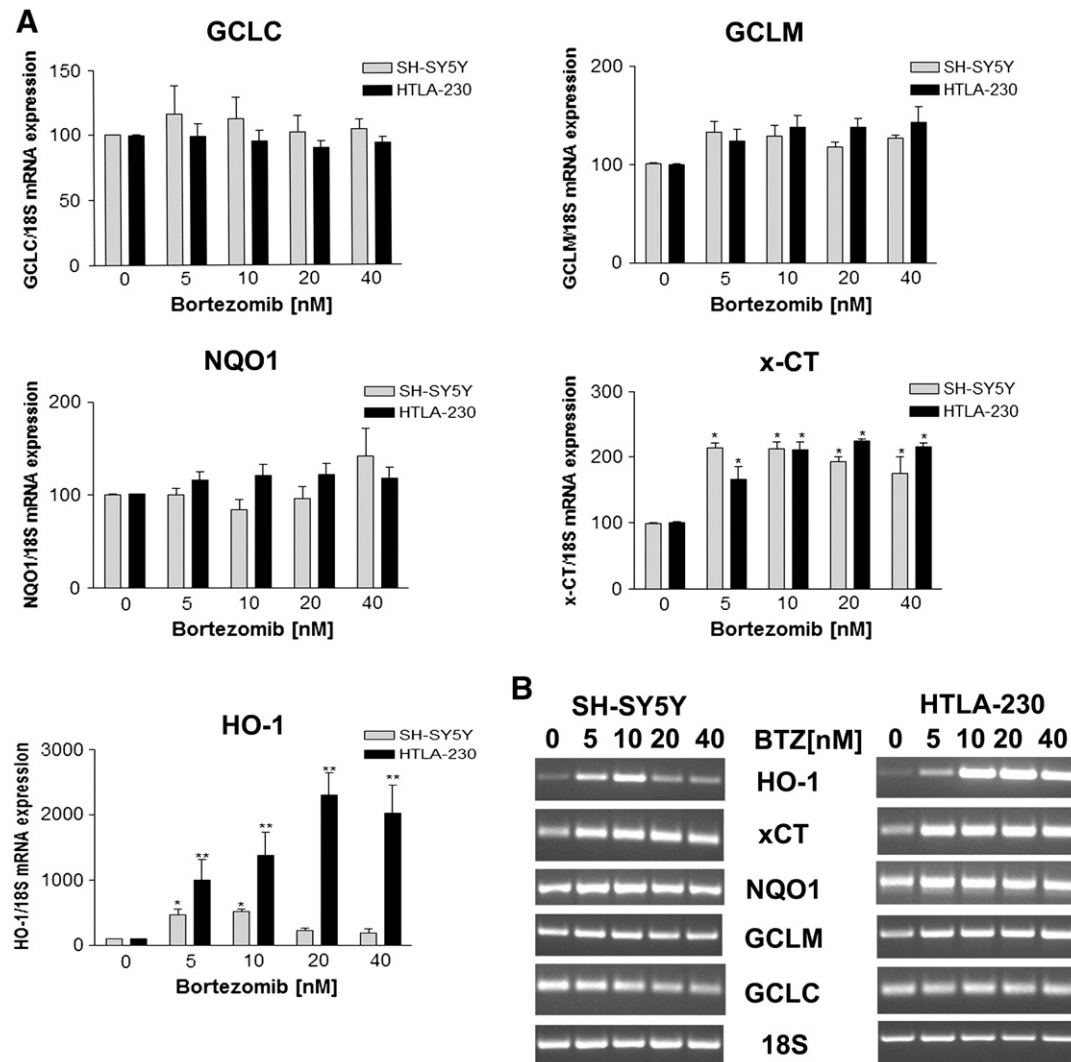 A
GCLC
GCLC/18S mRNA expression
150
100
50
0
SH-SY5Y
HTLA-230
0 5 10 20 40
Bortezomib [nM]
GCLM
GCLM/18S mRNA expression
200
100
0
SH-SY5Y
HTLA-230
0 5 10 20 40
Bortezomib [nM]
NQO1
NQO1/18S mRNA expression
200
100
0
SH-SY5Y
HTLA-230
0 5 10 20 40
Bortezomib [nM]
x-CT
x-CT/18S mRNA expression
300
200
100
0
SH-SY5Y
HTLA-230
* * * * * * * *
0 5 10 20 40
Bortezomib [nM]
HO-1
HO-1/18S mRNA expression
3000
2000
1000
0
SH-SY5Y
HTLA-230
* ** * ** ** **
0 5 10 20 40
Bortezomib [nM]
B
SH-SY5Y HTLA-230
0 5 10 20 40 BTZ[nM] 0 5 10 20 40
HO-1
xCT
NQO1
GCLM
GCLC
18S